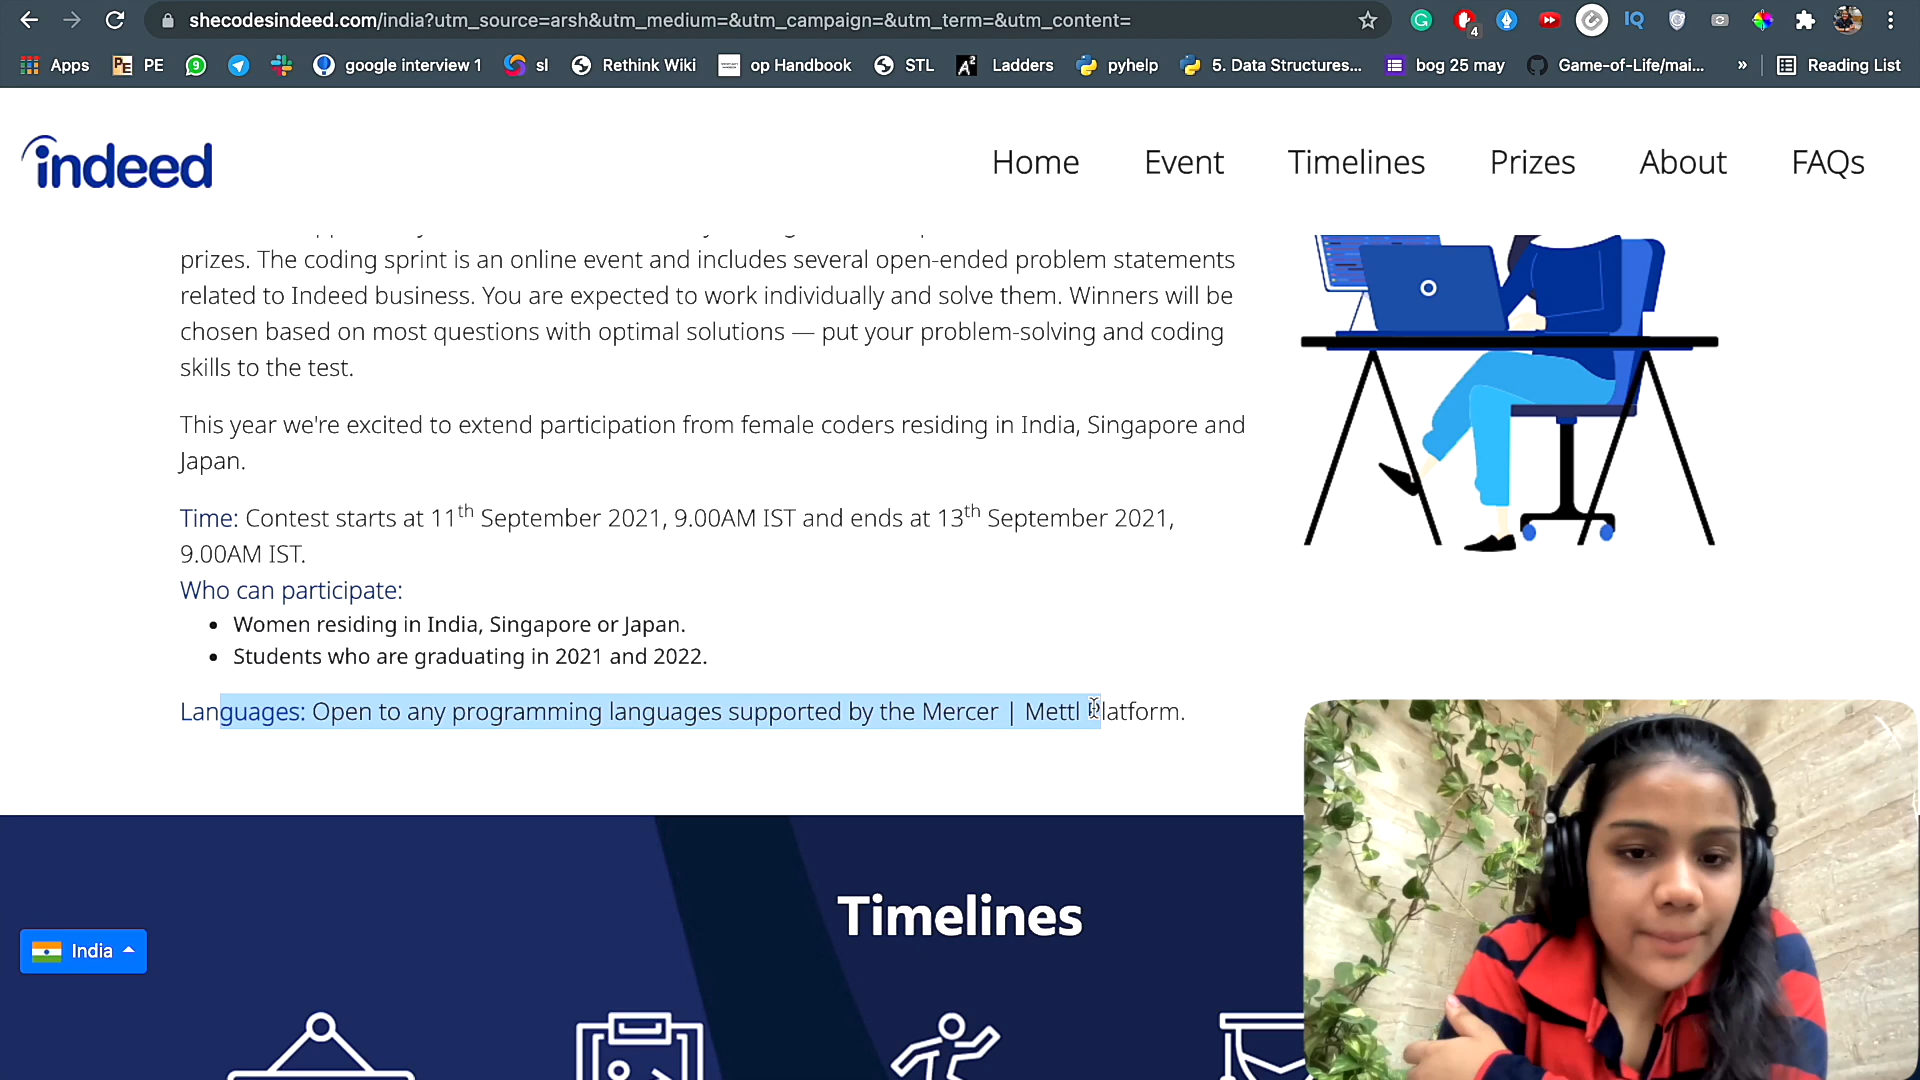 shecodesindeed.com/india?utm_source=arsh&utm_medium=&utm_campaign=&utm_term=&utm_content=
4
IQ
Apps
PE
9
google interview 1
sl
Rethink Wiki
op Handbook
STL
Ladders
pyhelp
5. Data Structures...
bog 25 may
Game-of-Life/mai...
»
Reading List
indeed
Home Event Timelines Prizes About FAQs
prizes. The coding sprint is an online event and includes several open-ended problem statements
related to Indeed business. You are expected to work individually and solve them. Winners will be
chosen based on most questions with optimal solutions — put your problem-solving and coding
skills to the test.
This year we're excited to extend participation from female coders residing in India, Singapore and
Japan.
Time: Contest starts at 11th September 2021, 9.00AM IST and ends at 13th September 2021,
9.00AM IST.
Who can participate:
• Women residing in India, Singapore or Japan.
• Students who are graduating in 2021 and 2022.
Languages: Open to any programming languages supported by the Mercer | Mettl Platform.
Timelines
India